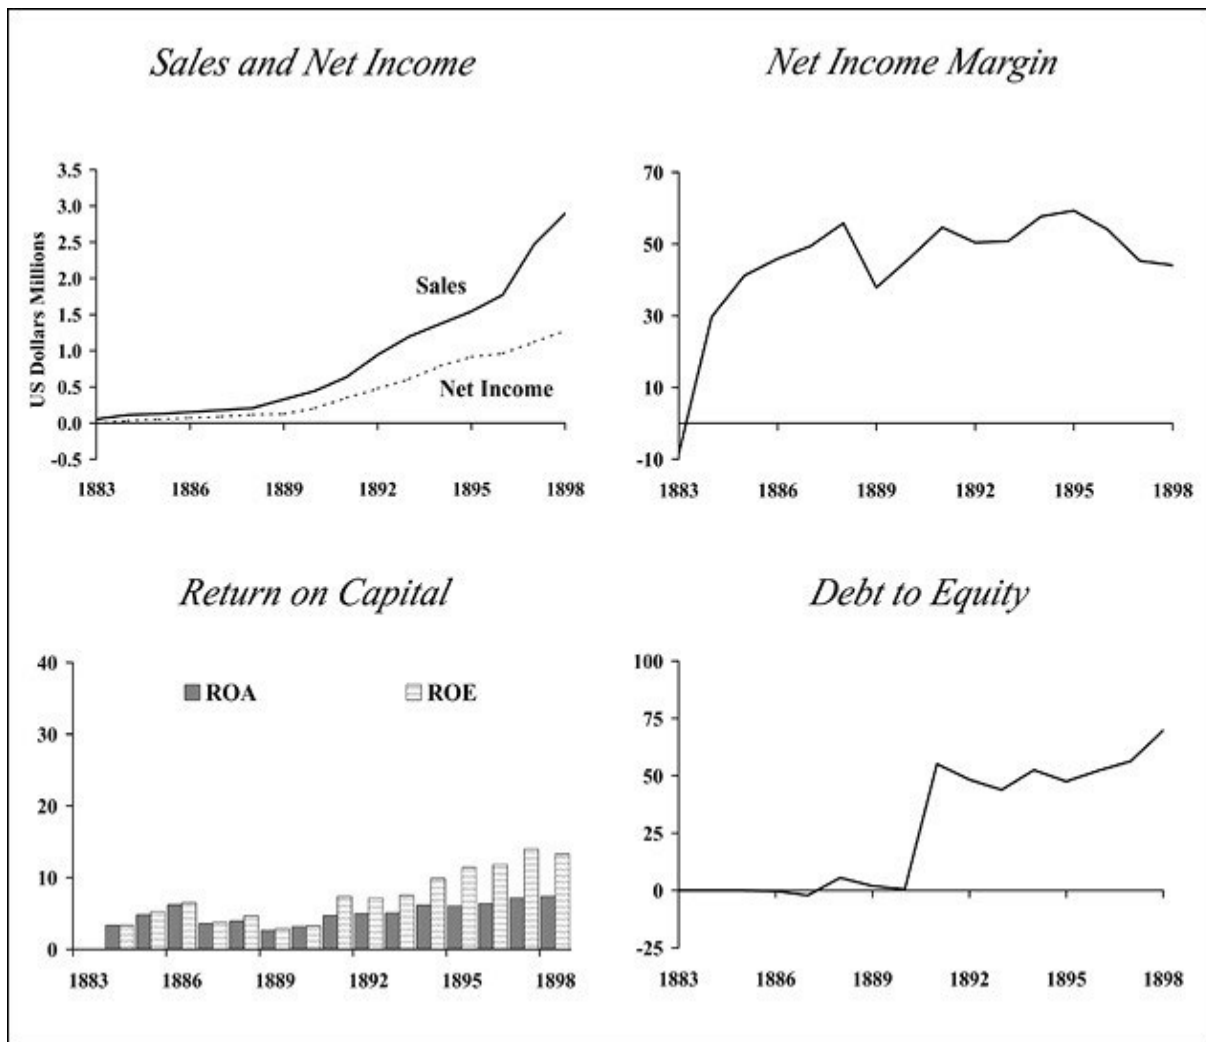 Sales and Net Income
US Dollars Millions
3.5
3.0
2.5
2.0
1.5
1.0
0.5
0.0
-0.5
Sales
Net Income
1883 1886 1889 1892 1895 1898
Net Income Margin
70
50
30
10
-10
1883 1886 1889 1892 1895 1898
Return on Capital
40
30
20
10
0
ROA ROE
1883 1886 1889 1892 1895 1898
Debt to Equity
100
75
50
25
0
-25
1883 1886 1889 1892 1895 1898